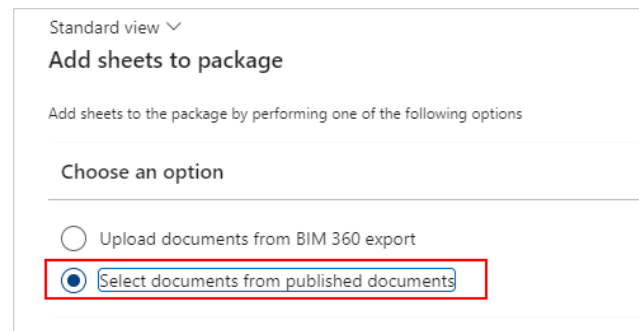 Standard view
Add sheets to package
Add sheets to the package by performing one of the following options
Choose an option
Upload documents from BIM 360 export
Select documents from published documents